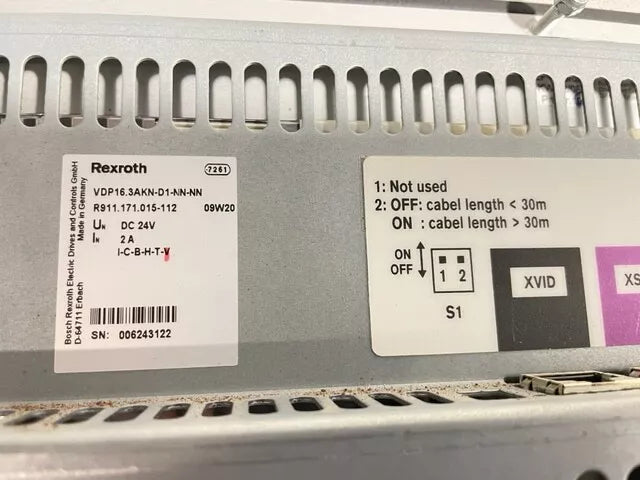 Rexroth 7261
VDP16.3AKN-D1-NN-NN
R911.171.015-112 09W20
UN DC 24V
IN 2 A
I-C-B-H-T-V
SN: 006243122
Bosch Rexroth Electric Drives and Controls GmbH
D-64711 Erbach Made in Germany
1: Not used
2: OFF: cabel length < 30m
ON : cabel length > 30m
ON
OFF
1 2
S1
XVID
XS